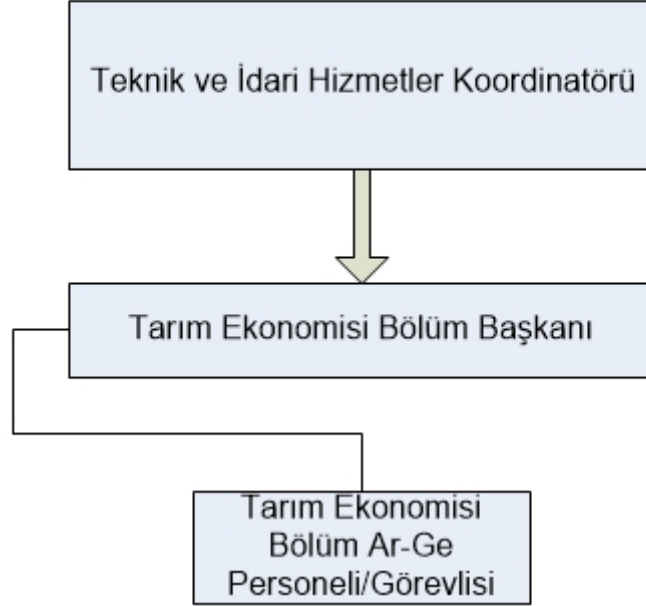 Teknik ve İdari Hizmetler Koordinatörü
Tarım Ekonomisi Bölüm Başkanı
Tarım Ekonomisi
Bölüm Ar-Ge
Personeli/Görevlisi